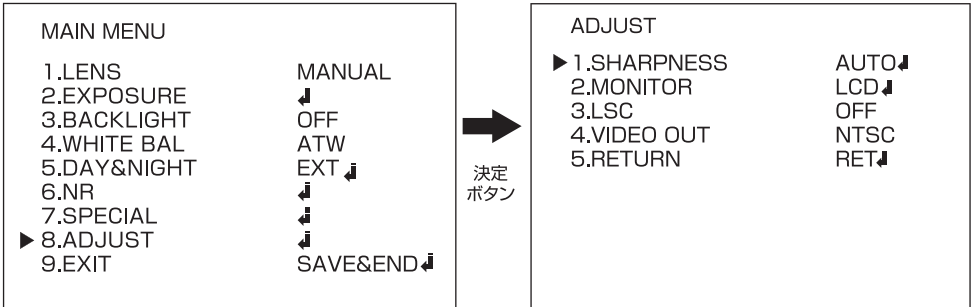 MAIN MENU
1.LENS MANUAL
2.EXPOSURE ↲
3.BACKLIGHT OFF
4.WHITE BAL ATW
5.DAY&NIGHT EXT↲
6.NR ↲
7.SPECIAL ↲
▶ 8.ADJUST ↲
9.EXIT SAVE&END↲
決定
ボタン
ADJUST
▶ 1.SHARPNESS AUTO↲
2.MONITOR LCD↲
3.LSC OFF
4.VIDEO OUT NTSC
5.RETURN RET↲